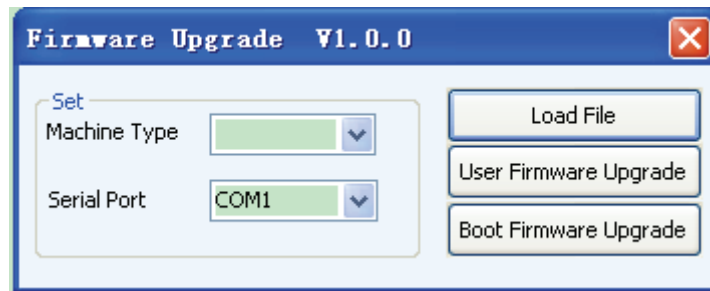 Firmware Upgrade V1.0.0
Set
Machine Type
Serial Port COM1
Load File
User Firmware Upgrade
Boot Firmware Upgrade